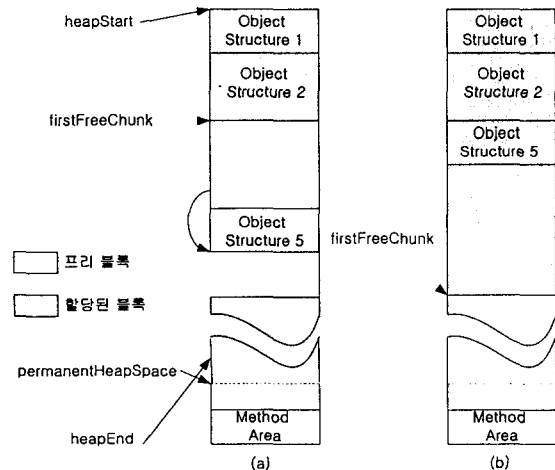 heapStart
Object
Structure 1
Object
Structure 2
firstFreeChunk
Object
Structure 5
프리 블록
할당된 블록
permanentHeapSpace
heapEnd
Method
Area
(a)
Object
Structure 1
Object
Structure 2
Object
Structure 5
firstFreeChunk
Method
Area
(b)